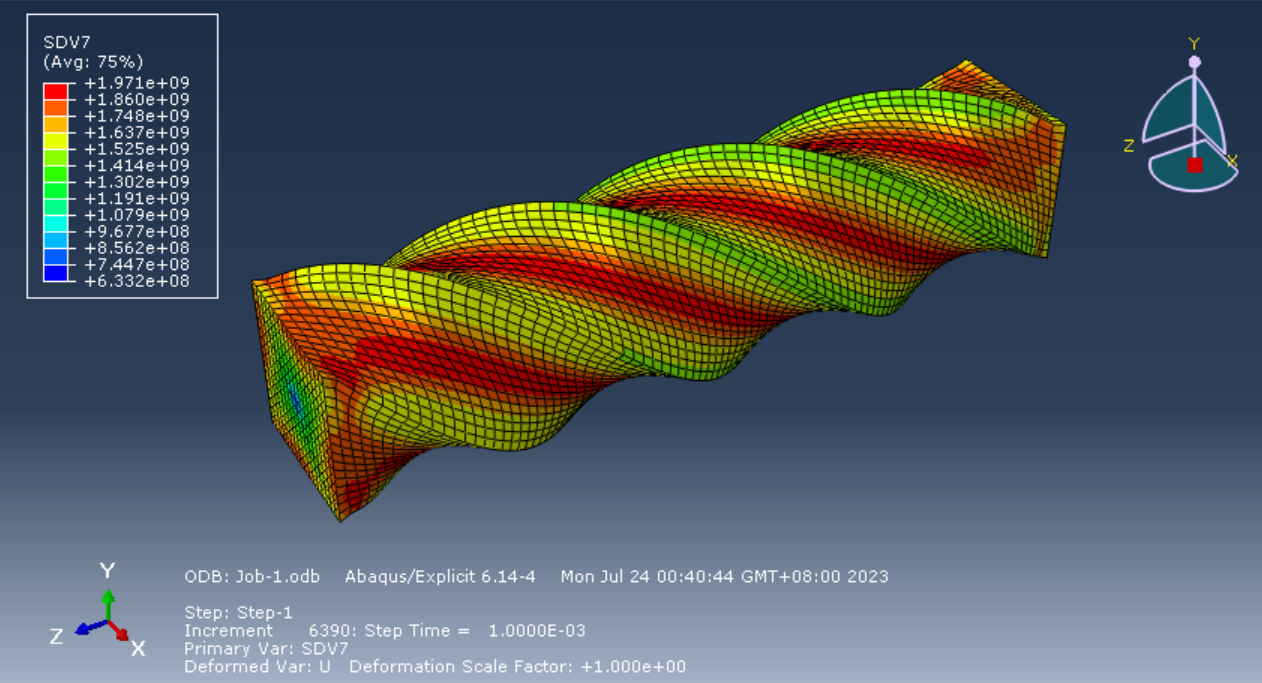 SDV7
(Avg: 75%)
+1.971e+09
+1.860e+09
+1.748e+09
+1.637e+09
+1.525e+09
+1.414e+09
+1.302e+09
+1.191e+09
+1.079e+09
+9.677e+08
+8.562e+08
+7.447e+08
+6.332e+08
Y
Z
X
Y
Z
X
ODB: Job-1.odb Abaqus/Explicit 6.14-4 Mon Jul 24 00:40:44 GMT+08:00 2023
Step: Step-1
Increment 6390: Step Time = 1.0000E-03
Primary Var: SDV7
Deformed Var: U Deformation Scale Factor: +1.000e+00